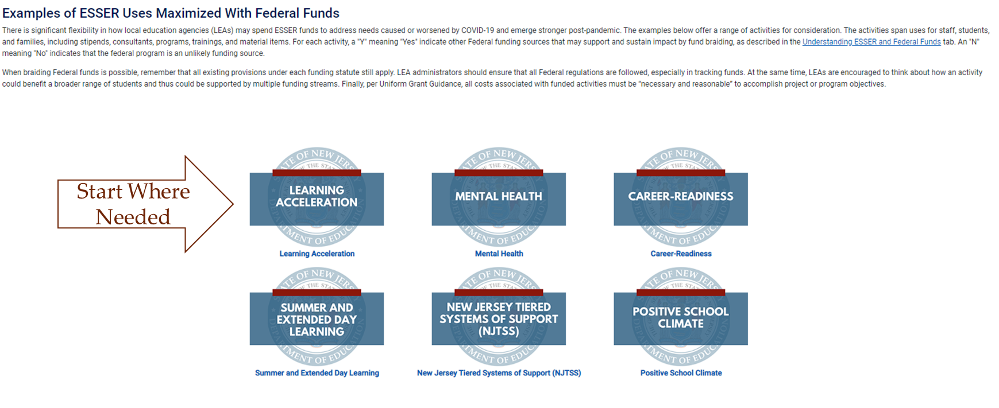 Examples of ESSER Uses Maximized With Federal Funds
There is significant flexibility in how local education agencies (LEAs) may spend ESSER funds to address needs caused or worsened by COVID-19 and emerge stronger post-pandemic. The examples below offer a range of activities for consideration. The activities span uses for staff, students,
and families, including stipends, consultants, programs, trainings, and material items. For each activity, a "Y" meaning "Yes" indicate other Federal funding sources that may support and sustain impact by fund braiding, as described in the Understanding ESSER and Federal Funds tab. An "N"
meaning "No" indicates that the federal program is an unlikely funding source.
When braiding Federal funds is possible, remember that all existing provisions under each funding statute still apply. LEA administrators should ensure that all Federal regulations are followed, especially in tracking funds. At the same time, LEAs are encouraged to think about how an activity
could benefit a broader range of students and thus could be supported by multiple funding streams. Finally, per Uniform Grant Guidance, all costs associated with funded activities must be “necessary and reasonable” to accomplish project or program objectives.
Start Where
Needed
LEARNING
ACCELERATION
Learning Acceleration
MENTAL HEALTH
Mental Health
CAREER-READINESS
Career-Readiness
SUMMER AND
EXTENDED DAY
LEARNING
Summer and Extended Day Learning
NEW JERSEY TIERED
SYSTEMS OF SUPPORT
(NJTSS)
New Jersey Tiered Systems of Support (NJTSS)
POSITIVE SCHOOL
CLIMATE
Positive School Climate